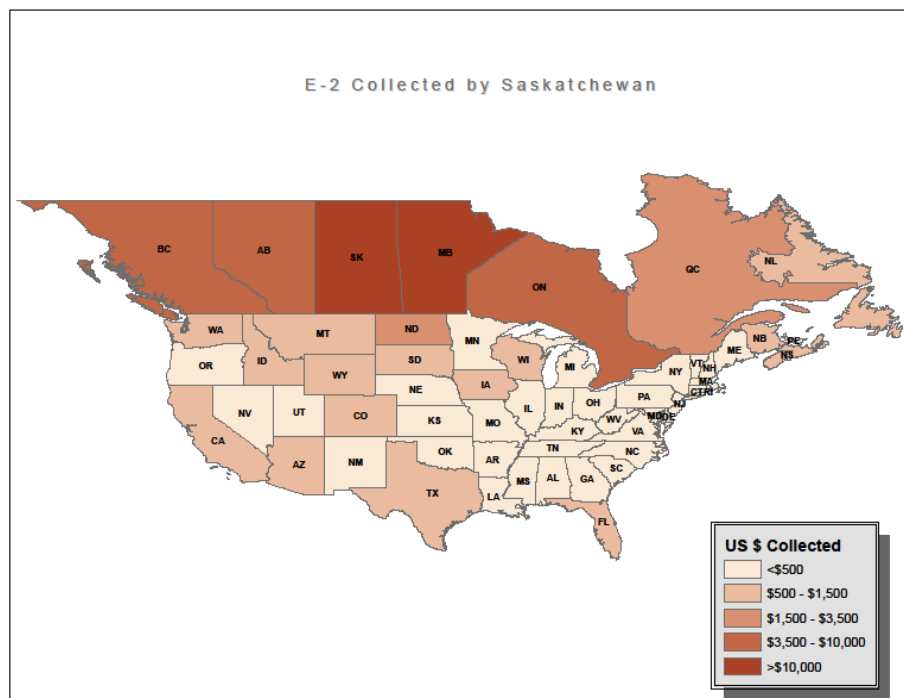 E-2 Collected by Saskatchewan
BC
AB
SK
MB
ON
QC
NL
NB
PE
NS
WA
MT
ND
MN
OR
ID
SD
WI
MI
ME
VT
NH
NY
MA
CT
RI
WY
IA
NE
NV
UT
CO
KS
MO
IL
IN
OH
PA
NJ
MD
DE
WV
VA
KY
CA
AZ
NM
OK
AR
TN
NC
SC
TX
LA
MS
AL
GA
FL
US $ Collected
<$500
$500 - $1,500
$1,500 - $3,500
$3,500 - $10,000
>$10,000